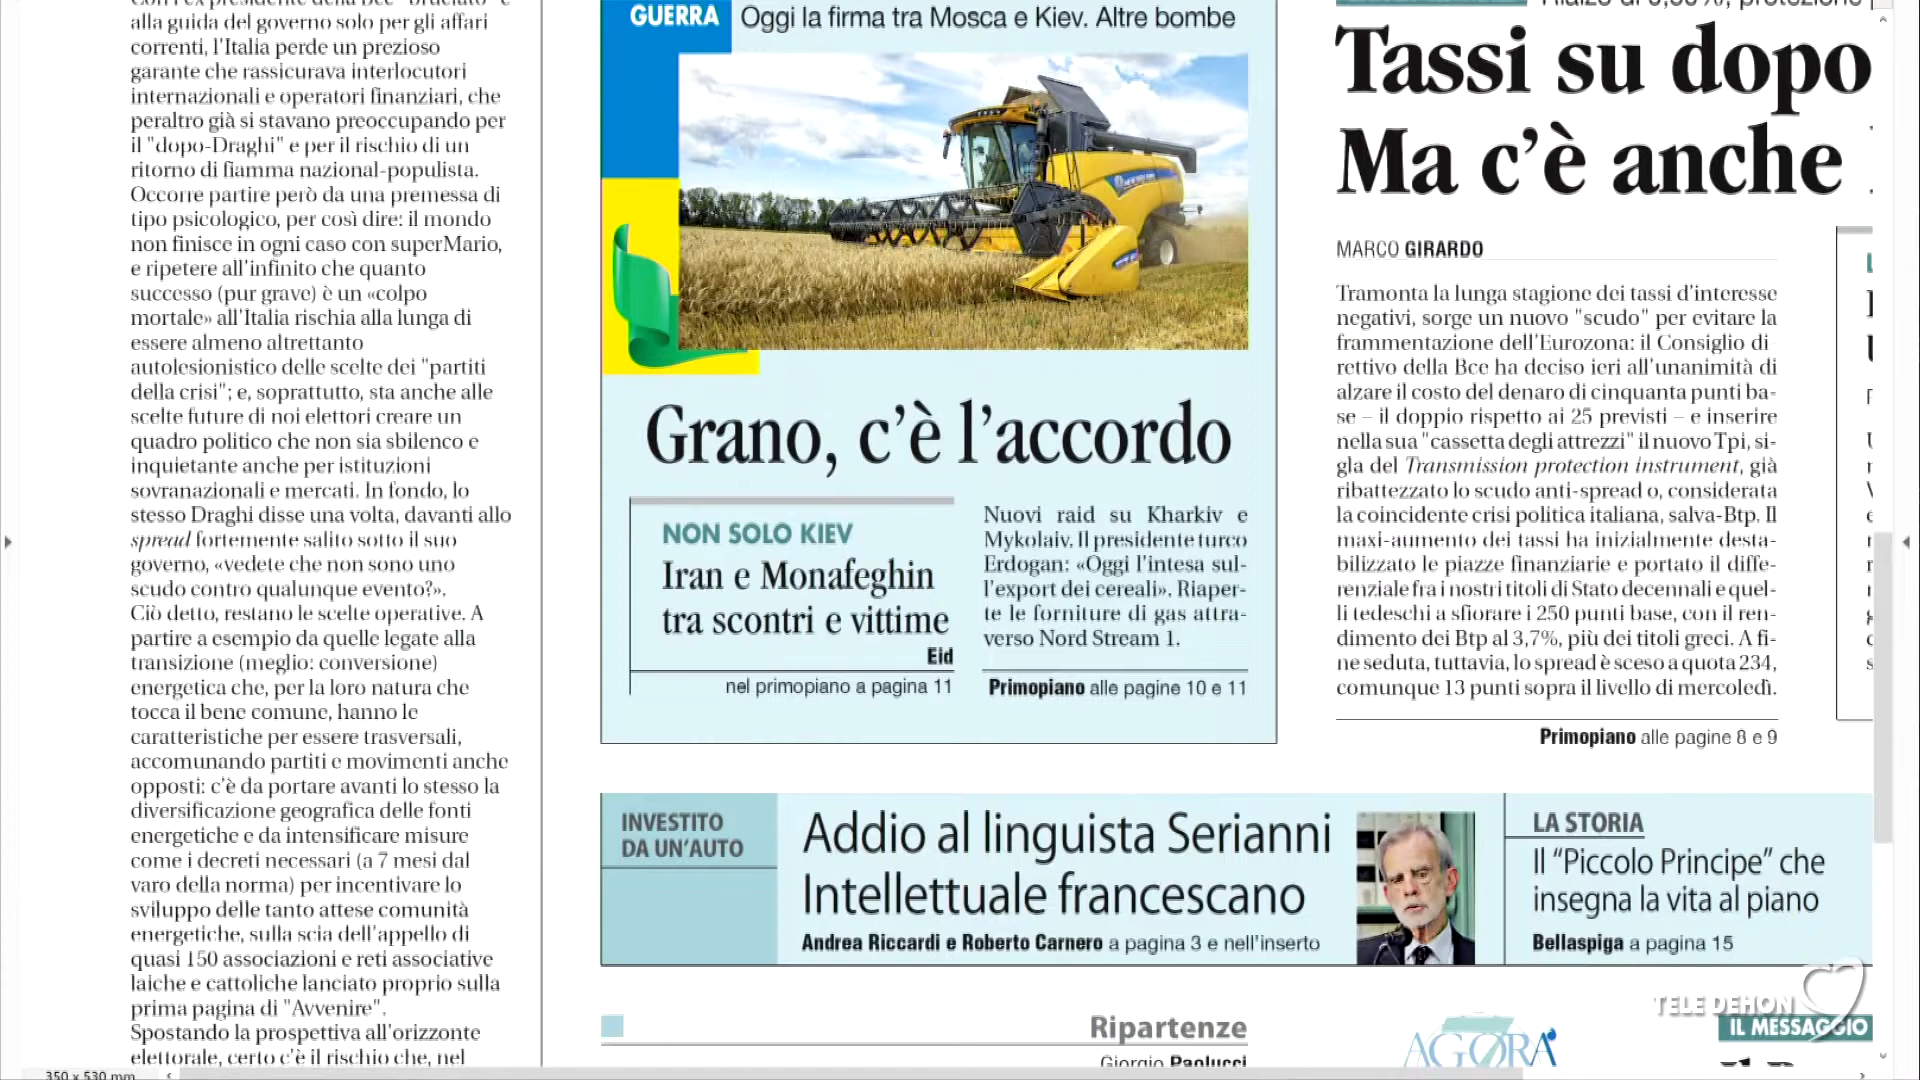 alla guida del governo solo per gli affari
correnti, l'Italia perde un prezioso
garante che rassicurava interlocutori
internazionali e operatori finanziari, che
peraltro già si stavano preoccupando per
il "dopo-Draghi" e per il rischio di un
ritorno di fiamma nazional-populista.
Occorre partire però da una premessa di
tipo psicologico, per così dire: il mondo
non finisce in ogni caso con superMario,
e ripetere all'infinito che quanto
successo (pur grave) è un «colpo
mortale» all'Italia rischia alla lunga di
essere almeno altrettanto
autolesionistico delle scelte dei "partiti
della crisi"; e, soprattutto, sta anche alle
scelte future di noi elettori creare un
quadro politico che non sia sbilenco e
inquietante anche per istituzioni
sovranazionali e mercati. In fondo, lo
stesso Draghi disse una volta, davanti allo
spread fortemente salito sotto il suo
governo, «vedete che non sono uno
scudo contro qualunque evento?».
Ciò detto, restano le scelte operative. A
partire a esempio da quelle legate alla
transizione (meglio: conversione)
energetica che, per la loro natura che
tocca il bene comune, hanno le
caratteristiche per essere trasversali,
accomunando partiti e movimenti anche
opposti: c'è da portare avanti lo stesso la
diversificazione geografica delle fonti
energetiche e da intensificare misure
come i decreti necessari (a 7 mesi dal
varo della norma) per incentivare lo
sviluppo delle tanto attese comunità
energetiche, sulla scia dell'appello di
quasi 150 associazioni e reti associative
laiche e cattoliche lanciato proprio sulla
prima pagina di "Avvenire".
Spostando la prospettiva all'orizzonte
elettorale, certo c'è il rischio che, nel
350 x 530 mm
GUERRA Oggi la firma tra Mosca e Kiev. Altre bombe
Grano, c'è l'accordo
NON SOLO KIEV
Iran e Monafeghin
tra scontri e vittime
Eid
nel primopiano a pagina 11
Nuovi raid su Kharkiv e
Mykolaiv. Il presidente turco
Erdogan: «Oggi l'intesa sul-
l'export dei cereali». Riaper-
te le forniture di gas attra-
verso Nord Stream 1.
Primopiano alle pagine 10 e 11
Tassi su dopo
Ma c'è anche
MARCO GIRARDO
Tramonta la lunga stagione dei tassi d'interesse
negativi, sorge un nuovo "scudo" per evitare la
frammentazione dell'Eurozona: il Consiglio di
rettivo della Bce ha deciso ieri all'unanimità di
alzare il costo del denaro di cinquanta punti ba-
se – il doppio rispetto ai 25 previsti – e inserire
nella sua "cassetta degli attrezzi" il nuovo Tpi, si-
gla del Transmission protection instrument, già
ribattezzato lo scudo anti-spread o, considerata
la coincidente crisi politica italiana, salva-Btp. Il
maxi-aumento dei tassi ha inizialmente desta-
bilizzato le piazze finanziarie e portato il diffe-
renziale fra i nostri titoli di Stato decennali e quel-
li tedeschi a sfiorare i 250 punti base, con il ren-
dimento dei Btp al 3,7%, più dei titoli greci. A fi-
ne seduta, tuttavia, lo spread è sceso a quota 234,
comunque 13 punti sopra il livello di mercoledì.
Primopiano alle pagine 8 e 9
INVESTITO
DA UN'AUTO
Addio al linguista Serianni
Intellettuale francescano
Andrea Riccardi e Roberto Carnero a pagina 3 e nell'inserto
LA STORIA
Il "Piccolo Principe" che
insegna la vita al piano
Bellaspiga a pagina 15
Ripartenze
Giorgio Paolucci
AGORÀ
TELE DEHON
IL MESSAGGIO